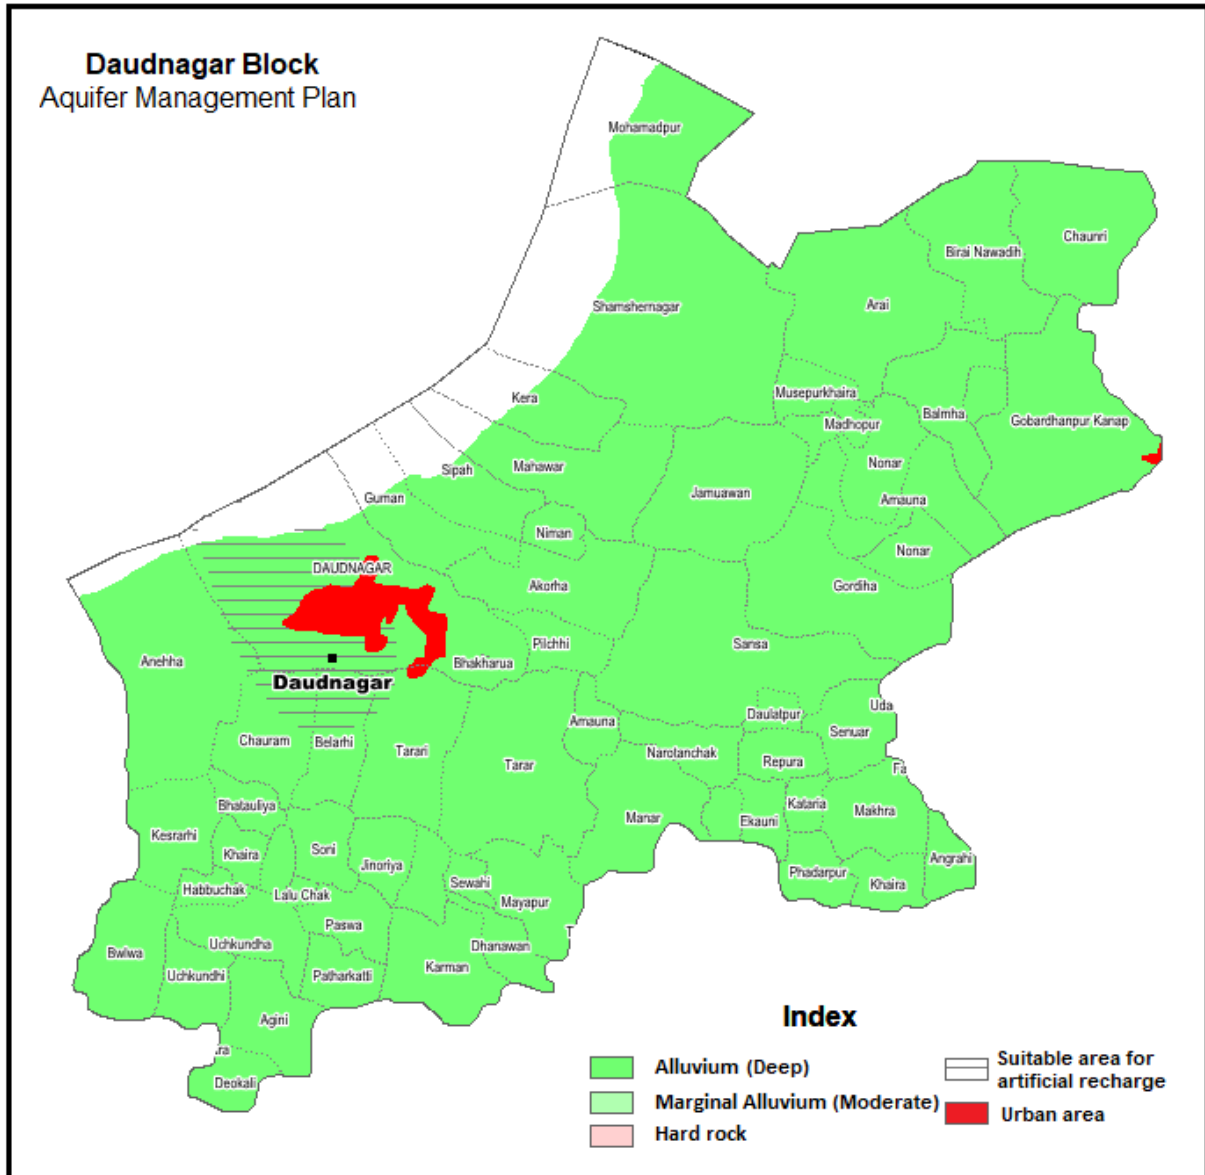 Daudnagar Block
Aquifer Management Plan
Mohamadpur
Chaunri
Birai Nawadih
Shamshernagar
Arai
Kera
Musepurkhaira
Balmha
Madhopur
Gobardhanpur Kanap
Sipah
Mahawar
Nonar
Guman
Jamuawan
Amauna
Niman
Nonar
DAUDNAGAR
Akorha
Gordiha
Pilchhi
Sansa
Anehha
Bhakharua
Daudnagar
Uda
Daulatpur
Amauna
Senuar
Chauram
Belarhi
Tarari
Narotanchak
Tarar
Repura
Fa
Bhatauliya
Kataria
Makhra
Manar
Ekauni
Kesrarhi
Soni
Khaira
Jinoriya
Angrahi
Phadarpur
Khaira
Sewahi
Habbuchak
Lalu Chak
Mayapur
Paswa
T
Uchkundha
Dhanawan
Bwlwa
Karman
Uchkundhi
Patharkatti
Agini
ra
Deokali
Index
Alluvium (Deep)
Marginal Alluvium (Moderate)
Hard rock
Suitable area for
artificial recharge
Urban area